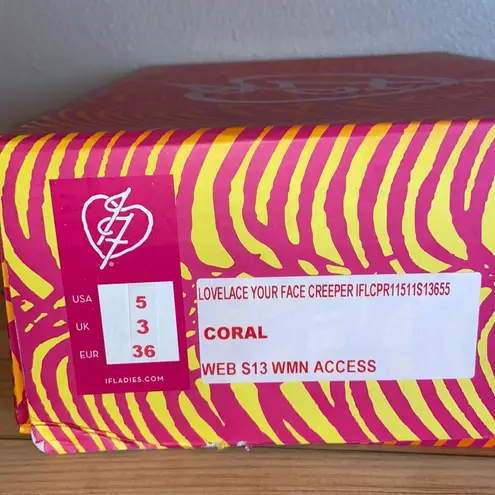 USA 5
UK 3
EUR 36
IFLADIES.COM
LOVELACE YOUR FACE CREEPER IFLCPR11511S13655
CORAL
WEB S13 WMN ACCESS